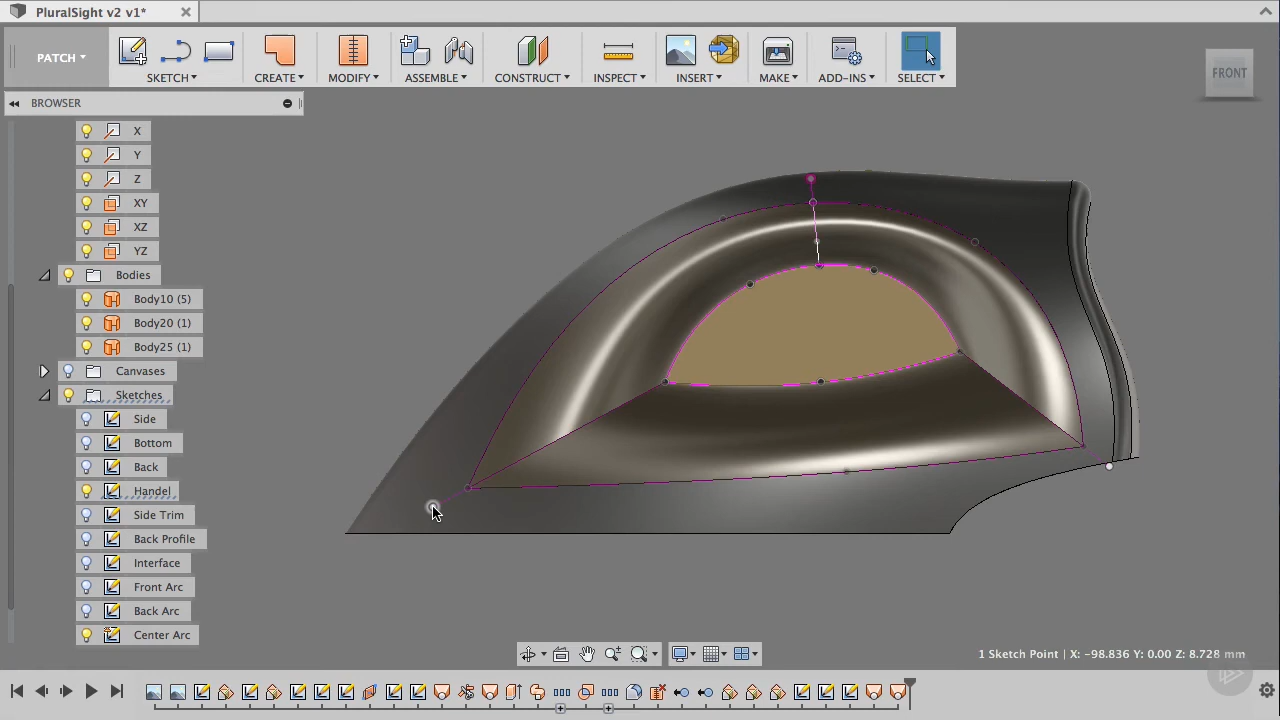 PluralSight v2 v1*
PATCH
SKETCH
CREATE
MODIFY
ASSEMBLE
CONSTRUCT
INSPECT
INSERT
MAKE
ADD-INS
SELECT
FRONT
BROWSER
X
Y
Z
XY
XZ
YZ
Bodies
Body10 (5)
Body20 (1)
Body25 (1)
Canvases
Sketches
Side
Bottom
Back
Handel
Side Trim
Back Profile
Interface
Front Arc
Back Arc
Center Arc
1 Sketch Point | X: -98.836 Y: 0.00 Z: 8.728 mm